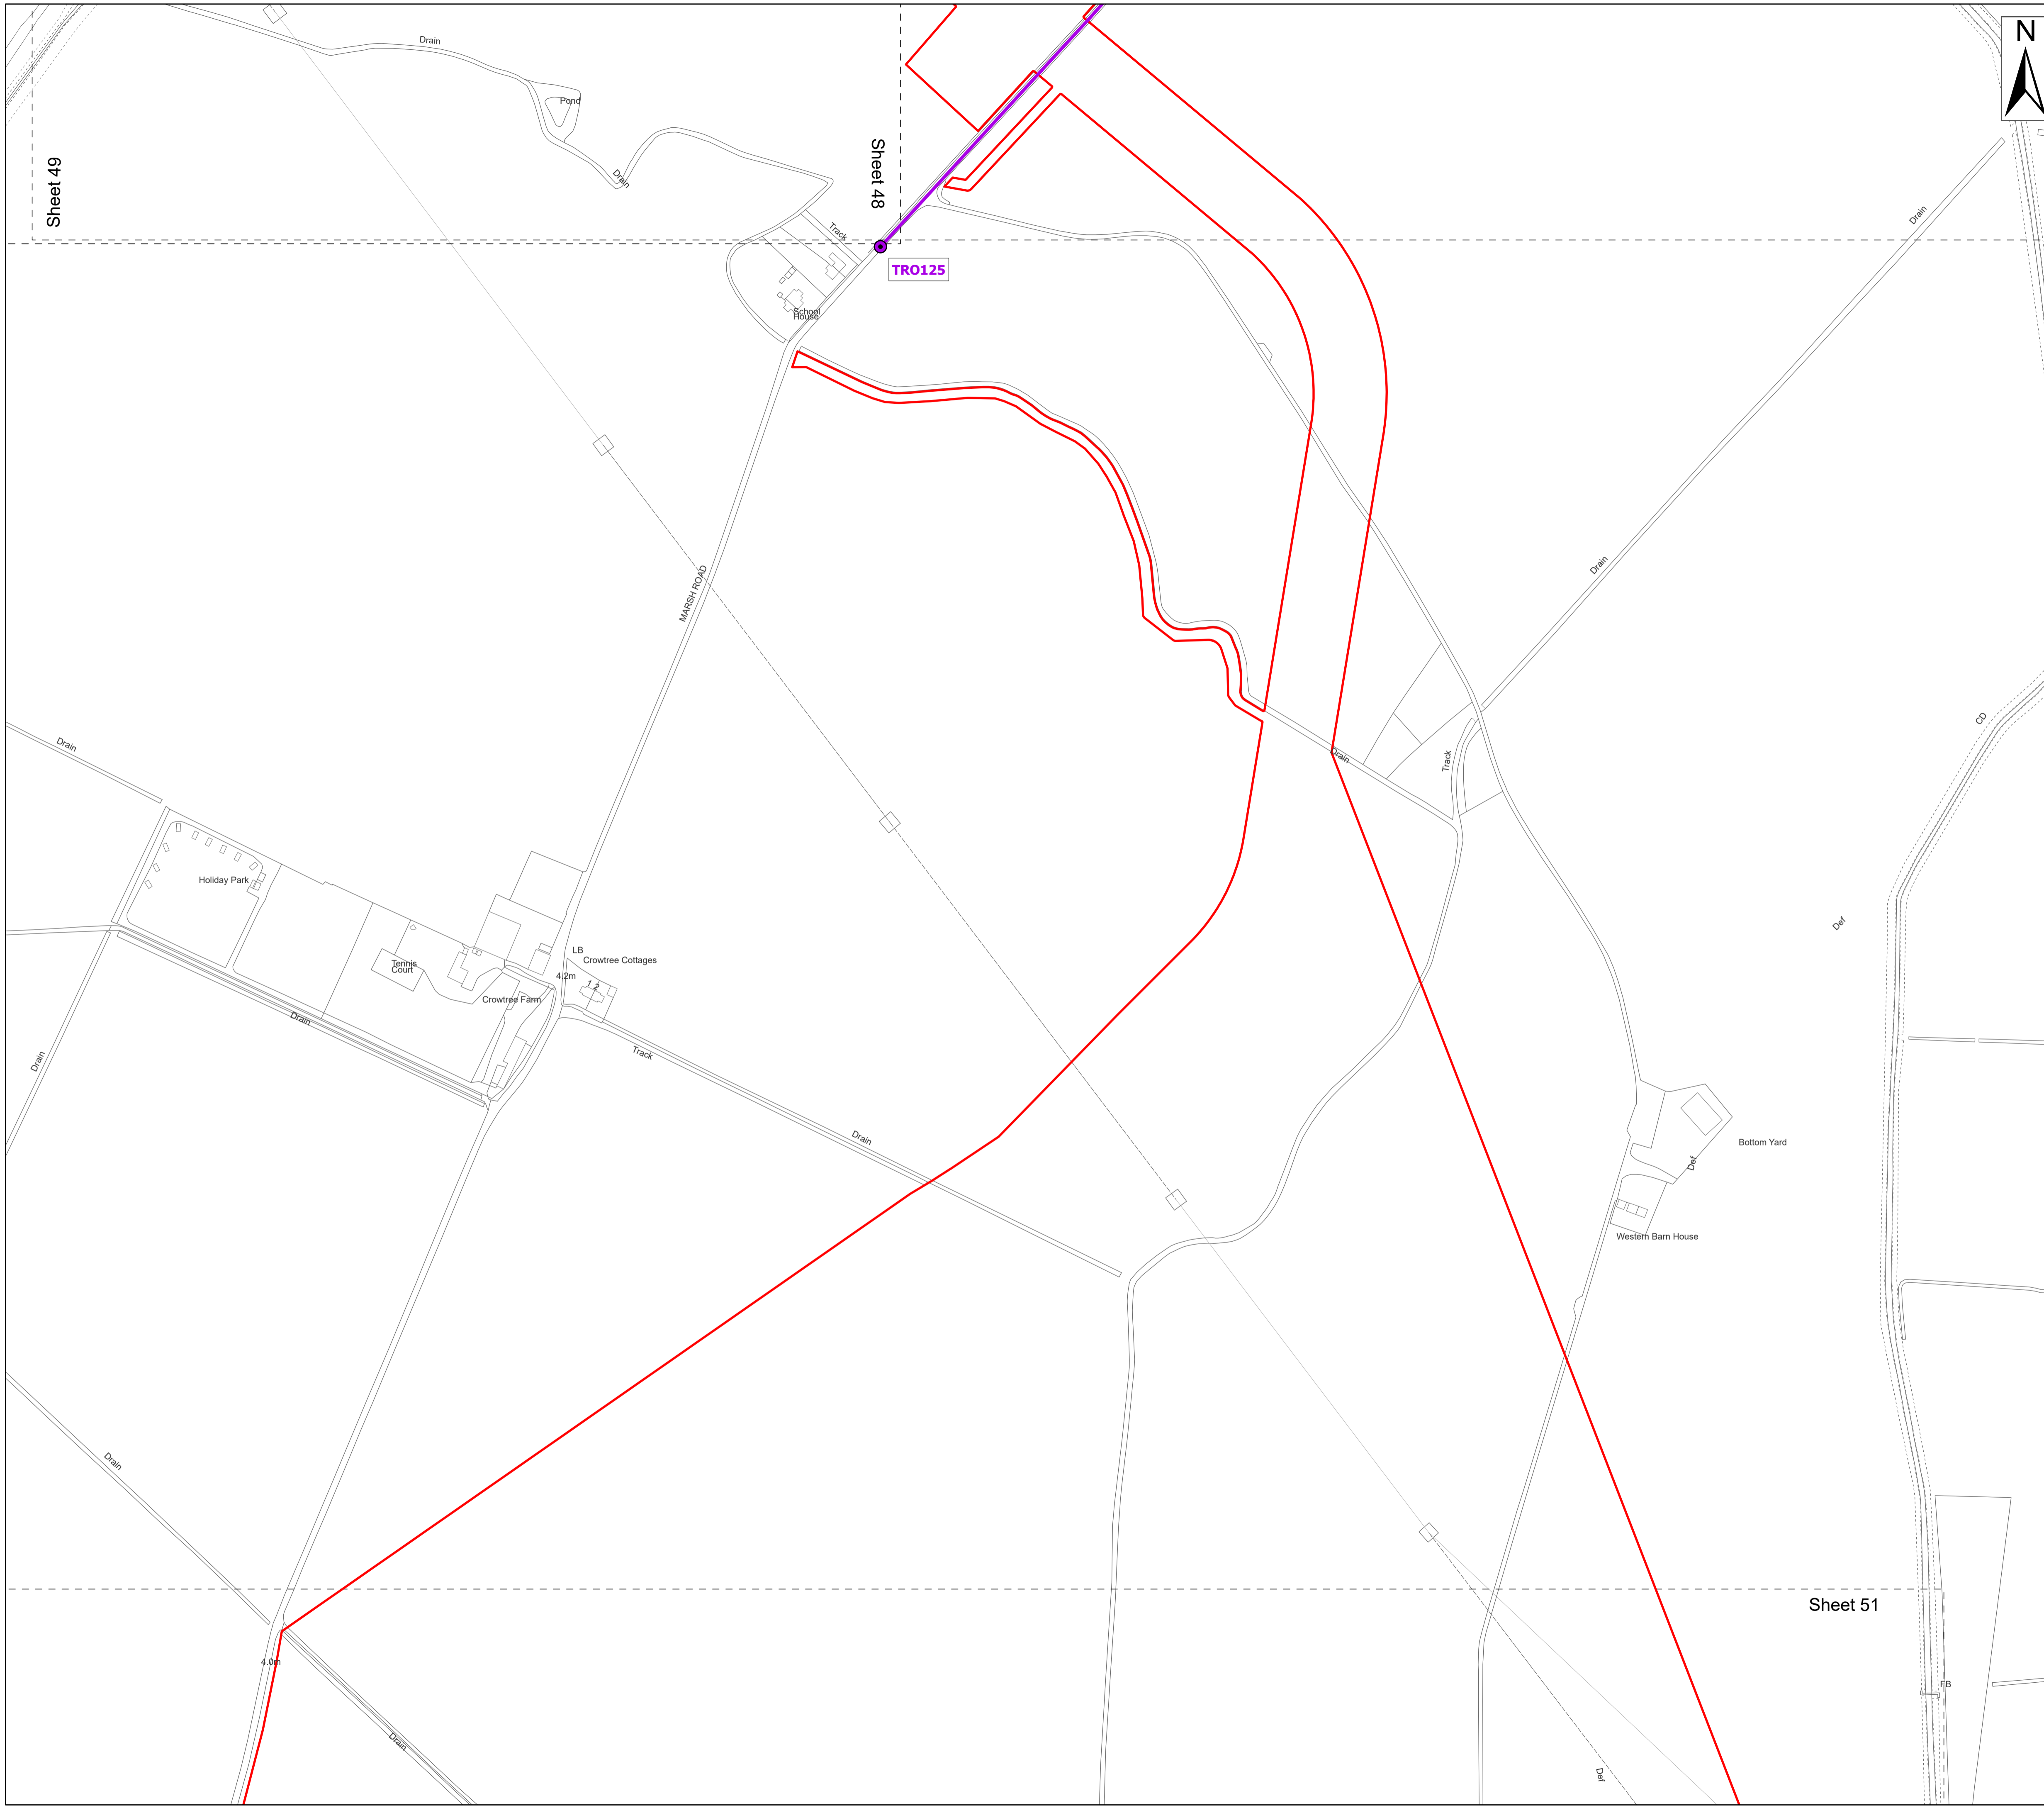 N
Drain
Pond
Sheet 49
Sheet 48
Drain
Track
Drain
TRO125
School
House
MARSH ROAD
Drain
CD
Drain
Drain
Track
Holiday Park
Def
LB
Crowtree Cottages
Tennis
Court
4.2m
1 2
Crowtree Farm
Drain
Drain
Track
Drain
Bottom Yard
Def
Western Barn House
Drain
Sheet 51
4.0m
FB
Drain
Def